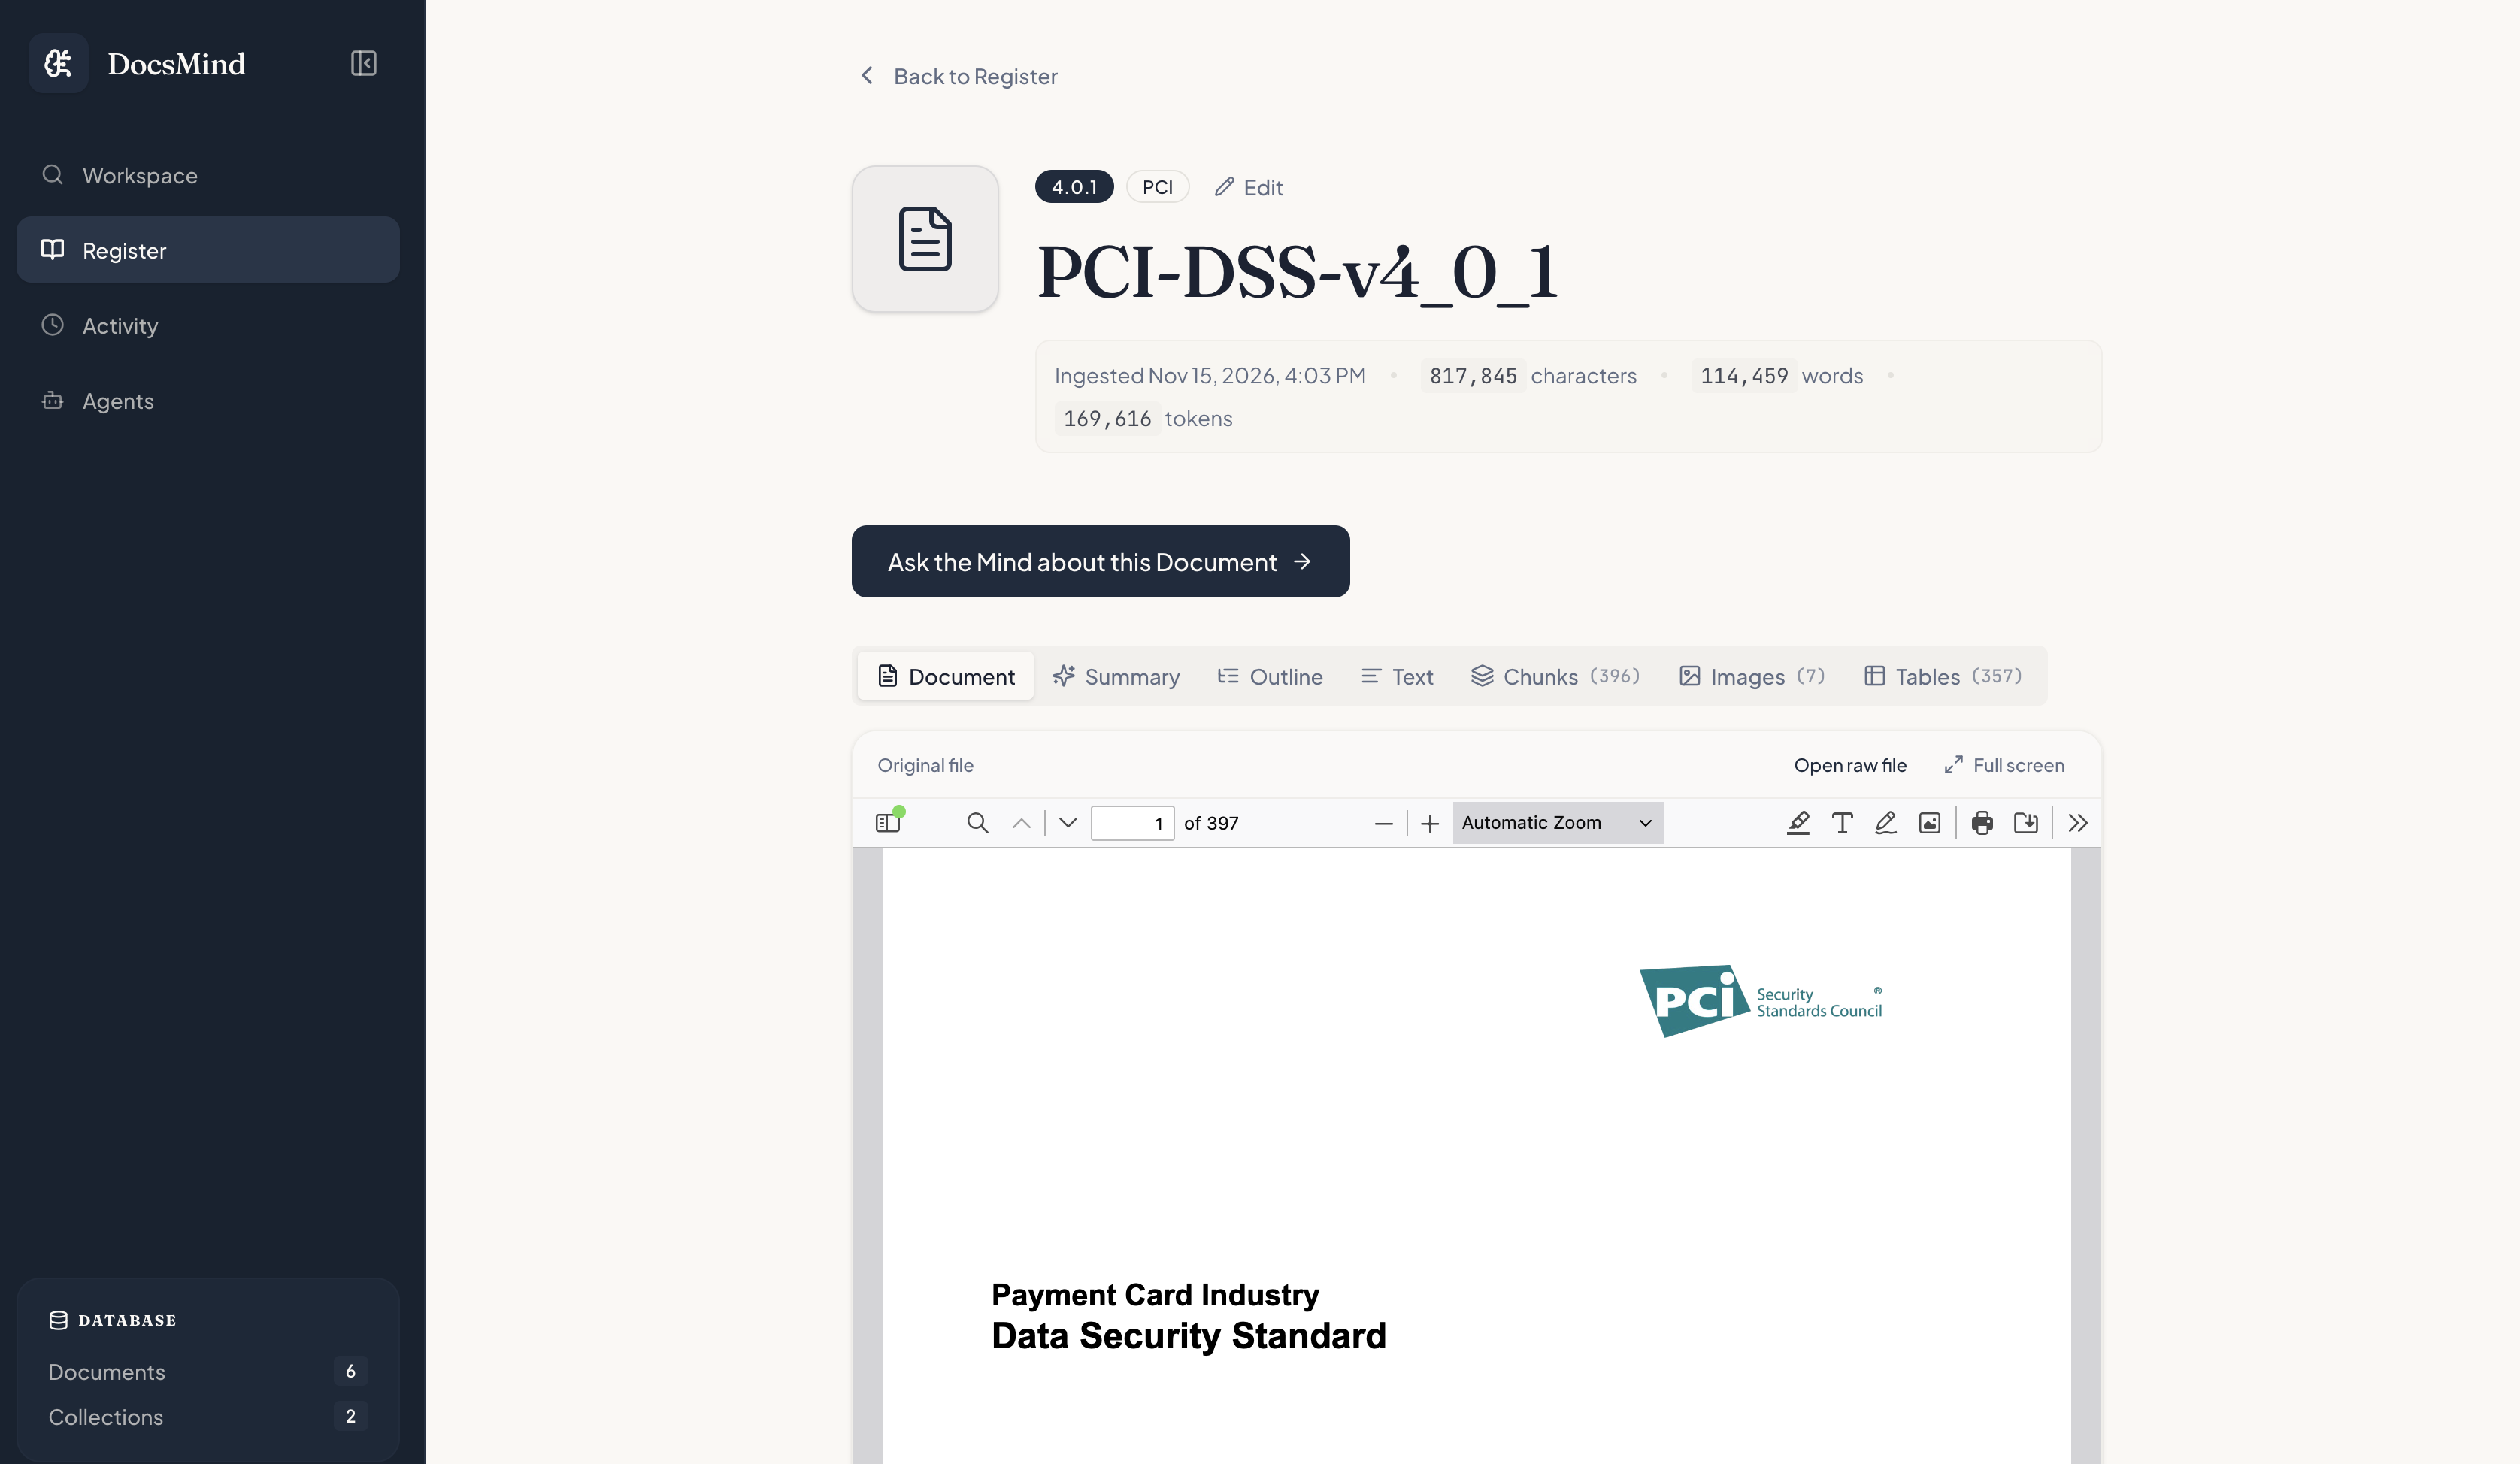 DocsMind
Workspace
Register
Activity
Agents
DATABASE
Documents 6
Collections 2
Back to Register
4.0.1 PCI Edit
PCI-DSS-v4_0_1
Ingested Nov 15, 2026, 4:03 PM • 817,845 characters • 114,459 words •
169,616 tokens
Ask the Mind about this Document →
Document Summary Outline Text Chunks (396) Images (7) Tables (357)
Original file Open raw file Full screen
1 of 397 Automatic Zoom
PCi Security ®
Standards Council
Payment Card Industry
Data Security Standard